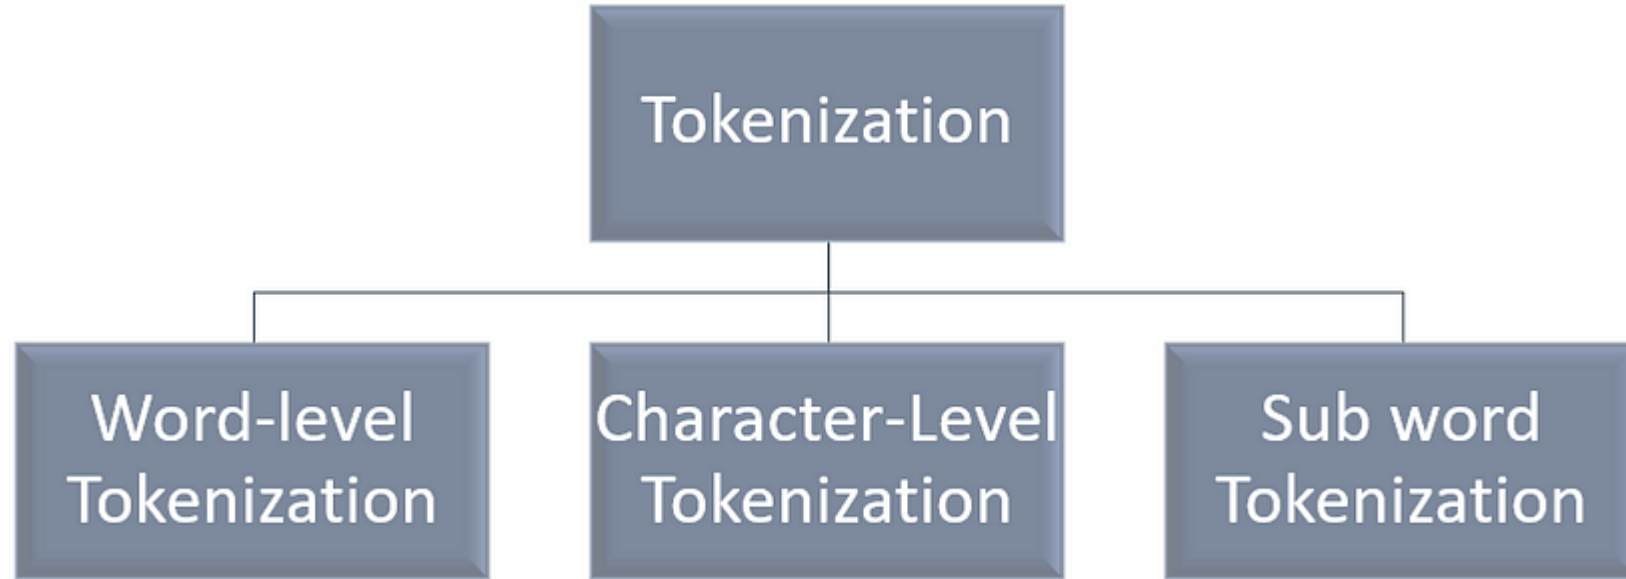 Tokenization
Word-level
Tokenization
Character-Level
Tokenization
Sub word
Tokenization